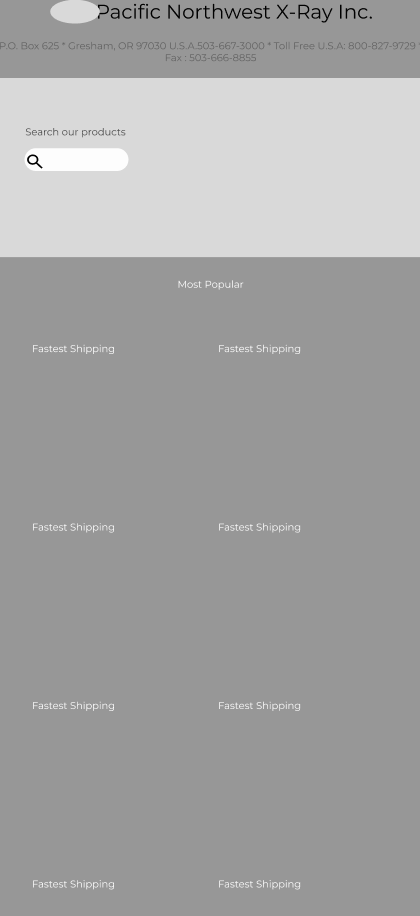 Pacific Northwest X-Ray Inc.
P.O. Box 625 * Gresham, OR 97030 U.S.A.503-667-3000 * Toll Free U.S.A: 800-827-9729 *
Fax : 503-666-8855
Search our products
Most Popular
Fastest Shipping
Fastest Shipping
Fastest Shipping
Fastest Shipping
Fastest Shipping
Fastest Shipping
Fastest Shipping
Fastest Shipping